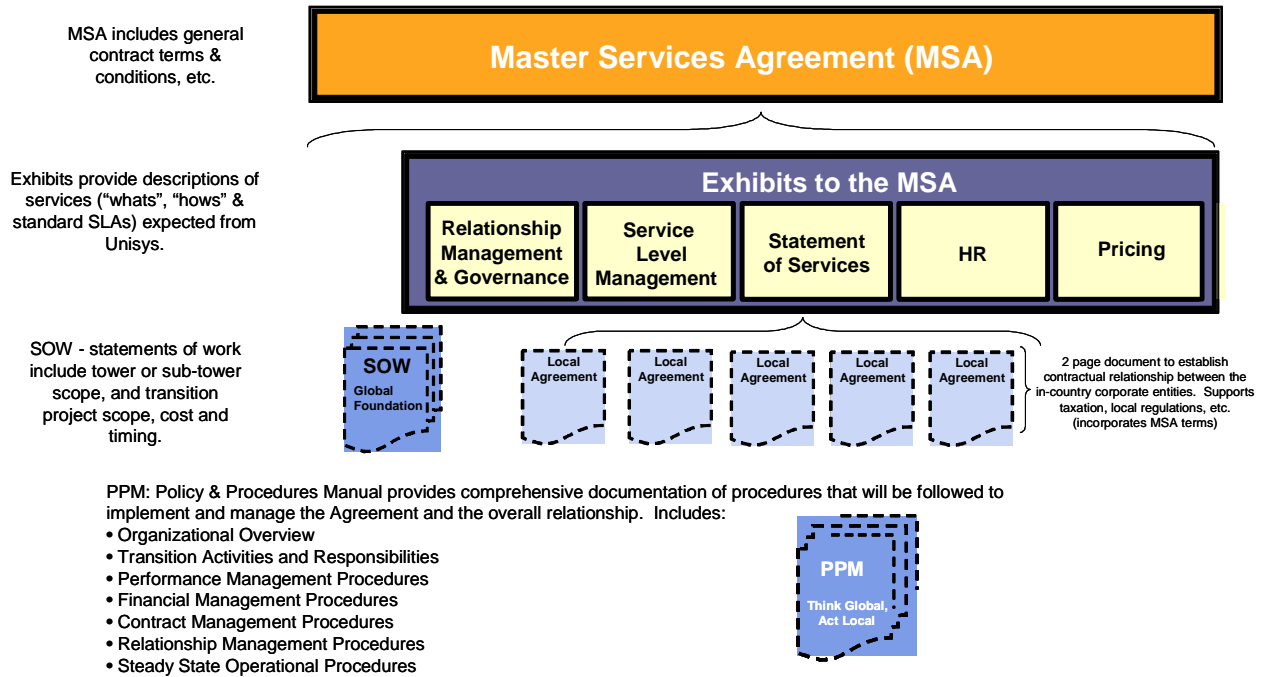 MSA includes general
contract terms &
conditions, etc.
Master Services Agreement (MSA)
Exhibits provide descriptions of
services (“whats”, “hows” &
standard SLAs) expected from
Unisys.
Exhibits to the MSA
Relationship
Management
& Governance
Service
Level
Management
Statement
of Services
HR
Pricing
SOW - statements of work
include tower or sub-tower
scope, and transition
project scope, cost and
timing.
SOW
Global
Foundation
Local
Agreement
Local
Agreement
Local
Agreement
Local
Agreement
Local
Agreement
2 page document to establish
contractual relationship between the
in-country corporate entities.  Supports
taxation, local regulations, etc.
(incorporates MSA terms)
PPM: Policy & Procedures Manual provides comprehensive documentation of procedures that will be followed to
implement and manage the Agreement and the overall relationship.  Includes:
• Organizational Overview
• Transition Activities and Responsibilities
• Performance Management Procedures
• Financial Management Procedures
• Contract Management Procedures
• Relationship Management Procedures
• Steady State Operational Procedures
PPM
Think Global,
Act Local